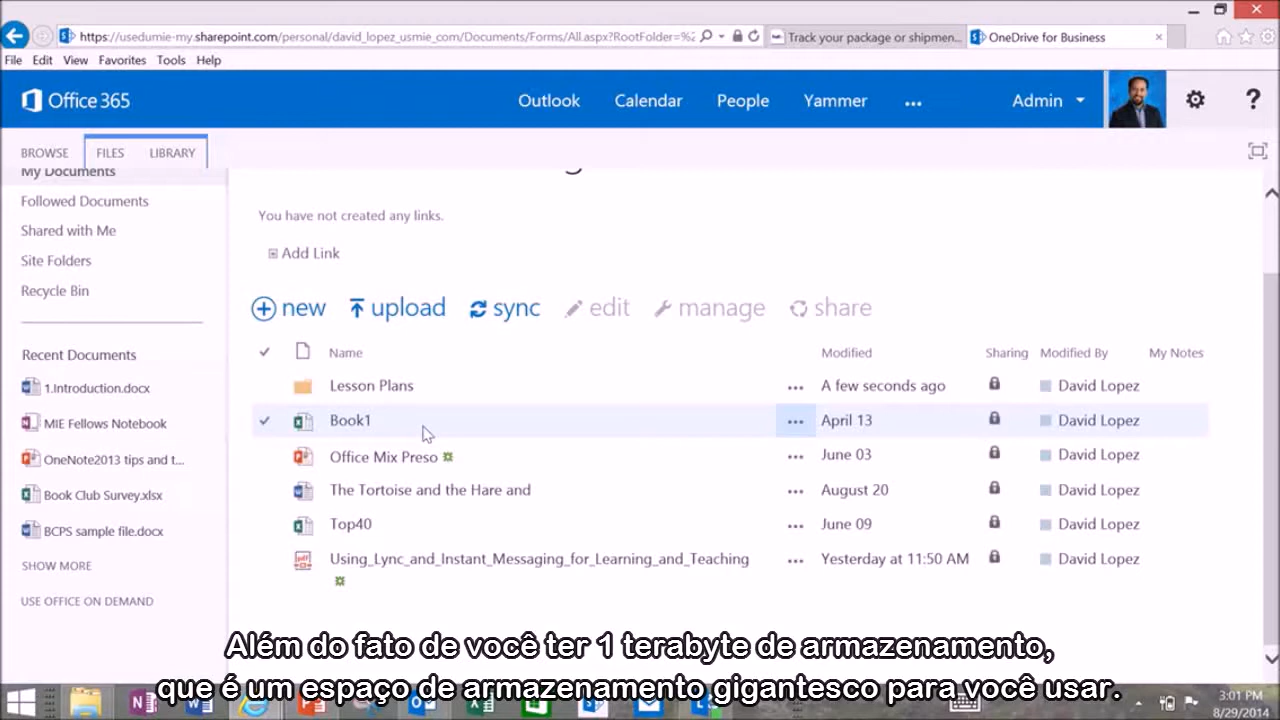 https://usedumie-my.sharepoint.com/personal/david_lopez_usmie_com/Documents/Forms/All.aspx?RootFolder=%2 Track your package or shipmen... OneDrive for Business
File Edit View Favorites Tools Help
Office 365 Outlook Calendar People Yammer ... Admin ?
BROWSE FILES LIBRARY
My Documents
Followed Documents
Shared with Me
Site Folders
Recycle Bin
Recent Documents
1.Introduction.docx
MIE Fellows Notebook
OneNote2013 tips and t...
Book Club Survey.xlsx
BCPS sample file.docx
SHOW MORE
USE OFFICE ON DEMAND
You have not created any links.
Add Link
new upload sync edit manage share
Name Modified Sharing Modified By My Notes
Lesson Plans ... A few seconds ago David Lopez
Book1 ... April 13 David Lopez
Office Mix Preso ... June 03 David Lopez
The Tortoise and the Hare and ... August 20 David Lopez
Top40 ... June 09 David Lopez
Using_Lync_and_Instant_Messaging_for_Learning_and_Teaching ... Yesterday at 11:50 AM David Lopez
Além do fato de você ter 1 terabyte de armazenamento,
que é um espaço de armazenamento gigantesco para você usar.
3:01 PM
8/29/2014